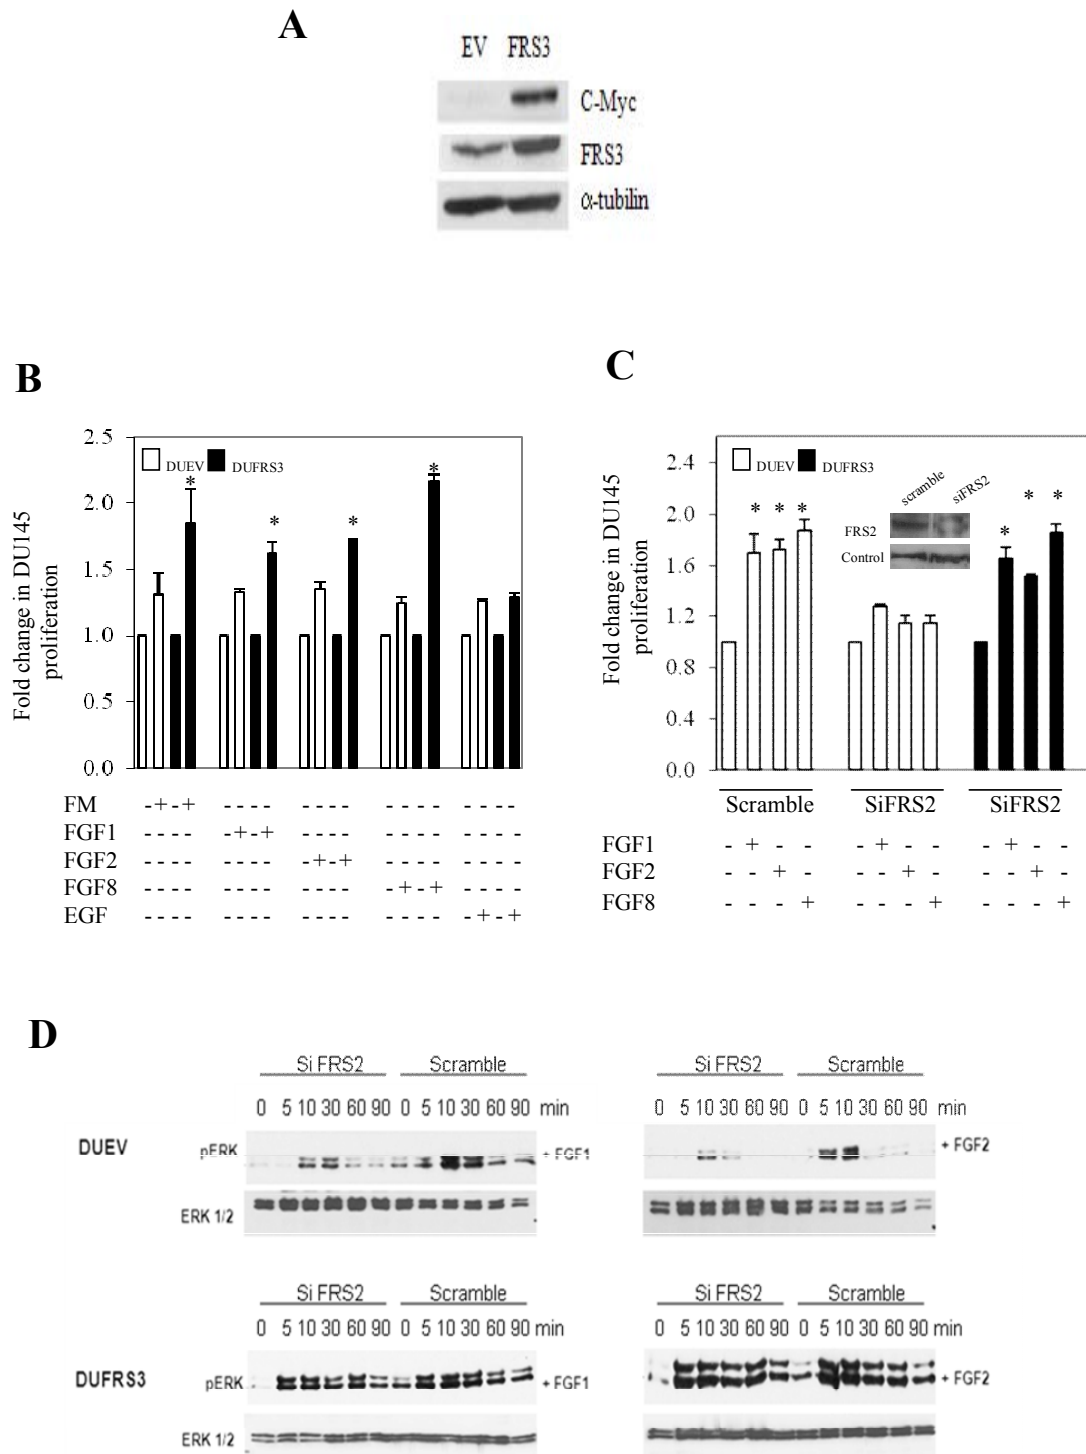 A
EV FRS3
C-Myc
FRS3
α-tubilin
B
2.5
2.0
1.5
1.0
0.5
0.0
Fold change in DU145
proliferation
DUEV DUFRS3
* * * *
FM -+-+ ---- ---- ---- ----
FGF1 ---- -+-+ ---- ---- ----
FGF2 ---- ---- -+-+ ---- ----
FGF8 ---- ---- ---- -+-+ ----
EGF ---- ---- ---- ---- -+-+
C
2.4
2.0
1.6
1.2
0.8
0.4
0.0
Fold change in DU145
proliferation
DUEV DUFRS3
scramble siFRS2
FRS2
Control
* * * * * *
Scramble SiFRS2 SiFRS2
FGF1 - + - - - + - - - + - -
FGF2 - - + - - - + - - - + -
FGF8 - - - + - - - + - - - +
D
Si FRS2 Scramble
0 5 10 30 60 90 0 5 10 30 60 90 min
DUEV
pERK + FGF1
ERK 1/2
Si FRS2 Scramble
0 5 10 30 60 90 0 5 10 30 60 90 min
+ FGF2
Si FRS2 Scramble
0 5 10 30 60 90 0 5 10 30 60 90 min
DUFRS3
pERK + FGF1
ERK 1/2
Si FRS2 Scramble
0 5 10 30 60 90 0 5 10 30 60 90 min
+ FGF2